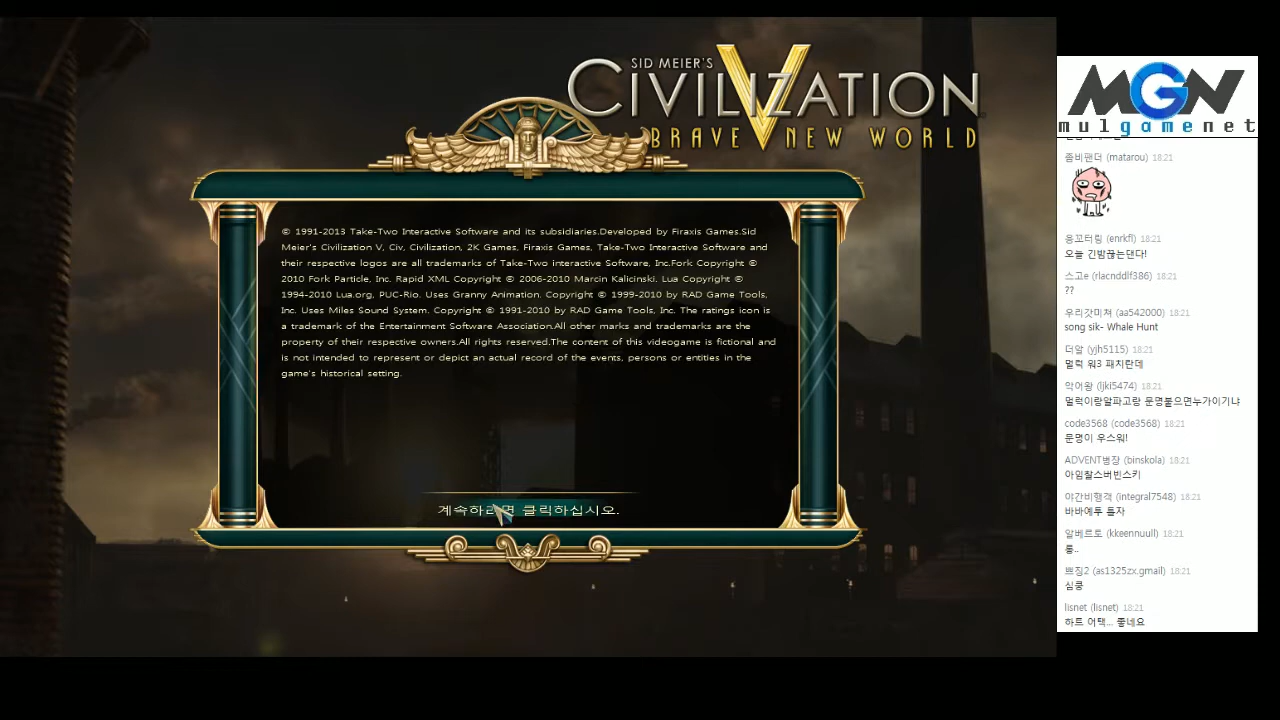 SID MEIER'S
CIVILIZATION V
BRAVE NEW WORLD
© 1991-2013 Take-Two Interactive Software and its subsidiaries.Developed by Firaxis Games.Sid
Meier's Civilization V, Civ, Civilization, 2K Games, Firaxis Games, Take-Two Interactive Software and
their respective logos are all trademarks of Take-Two interactive Software, Inc.Fork Copyright ©
2010 Fork Particle, Inc. Rapid XML Copyright © 2006-2010 Marcin Kalicinski. Lua Copyright ©
1994-2010 Lua.org, PUC-Rio. Uses Granny Animation. Copyright © 1999-2010 by RAD Game Tools,
Inc. Uses Miles Sound System. Copyright © 1991-2010 by RAD Game Tools, Inc. The ratings icon is
a trademark of the Entertainment Software Association.All other marks and trademarks are the
property of their respective owners.All rights reserved.The content of this videogame is fictional and
is not intended to represent or depict an actual record of the events, persons or entities in the
game's historical setting.
계속하려면 클릭하십시오.
MGN
mulgamenet
좀비팬더 (matarou) 18:21
응꼬터링 (enrkfl) 18:21
오늘 긴밤끊는댄다!
스고e (rlacnddlf386) 18:21
??
우리갓미쳐 (aa542000) 18:21
song sik- Whale Hunt
더알 (yjh5115) 18:21
멀럭 워3 패치란데
악어왕 (ljki5474) 18:21
멀럭이랑알파고랑 문명붙으면누가이기냐
code3568 (code3568) 18:21
문명이 우스워!
ADVENT병장 (binskola) 18:21
아임찰스버빈스키
야간비행격 (integral7548) 18:21
바바예투 틀자
알베르토 (kkeennuull) 18:21
롤..
쁘징2 (as1325zx.gmail) 18:21
심쿵
lisnet (lisnet) 18:21
하트 어택... 좋네요